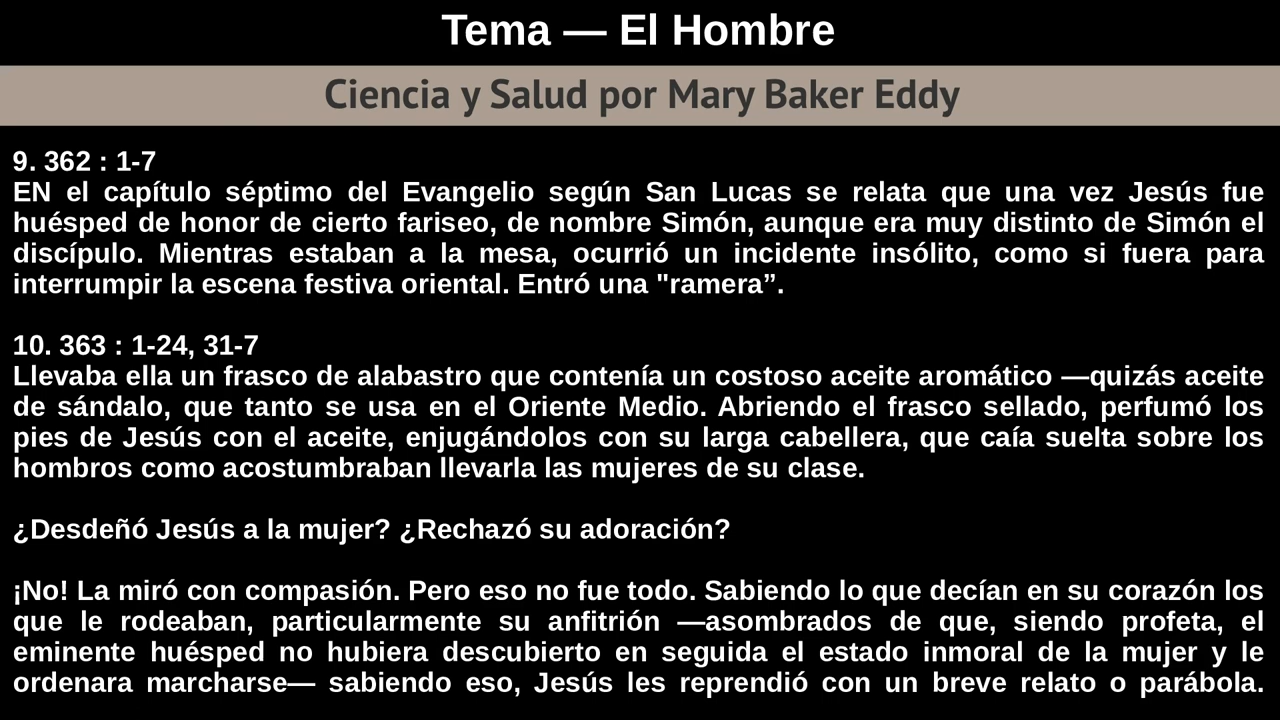 Tema — El Hombre
Ciencia y Salud por Mary Baker Eddy
9. 362 : 1-7
EN el capítulo séptimo del Evangelio según San Lucas se relata que una vez Jesús fue
huésped de honor de cierto fariseo, de nombre Simón, aunque era muy distinto de Simón el
discípulo. Mientras estaban a la mesa, ocurrió un incidente insólito, como si fuera para
interrumpir la escena festiva oriental. Entró una "ramera”.
10. 363 : 1-24, 31-7
Llevaba ella un frasco de alabastro que contenía un costoso aceite aromático —quizás aceite
de sándalo, que tanto se usa en el Oriente Medio. Abriendo el frasco sellado, perfumó los
pies de Jesús con el aceite, enjugándolos con su larga cabellera, que caía suelta sobre los
hombros como acostumbraban llevarla las mujeres de su clase.
¿Desdeñó Jesús a la mujer? ¿Rechazó su adoración?
¡No! La miró con compasión. Pero eso no fue todo. Sabiendo lo que decían en su corazón los
que le rodeaban, particularmente su anfitrión —asombrados de que, siendo profeta, el
eminente huésped no hubiera descubierto en seguida el estado inmoral de la mujer y le
ordenara marcharse— sabiendo eso, Jesús les reprendió con un breve relato o parábola.